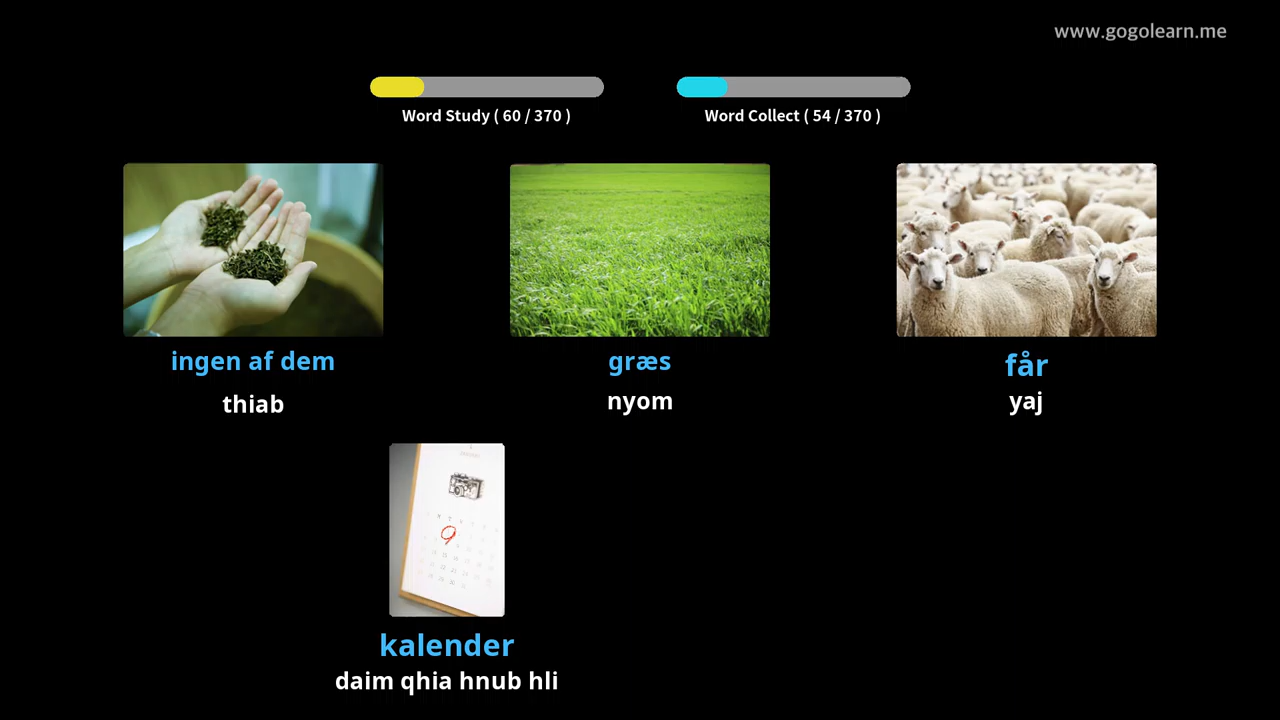 www.gogolearn.me
Word Study ( 60 / 370 )
Word Collect ( 54 / 370 )
ingen af dem
thiab
græs
nyom
får
yaj
kalender
daim qhia hnub hli